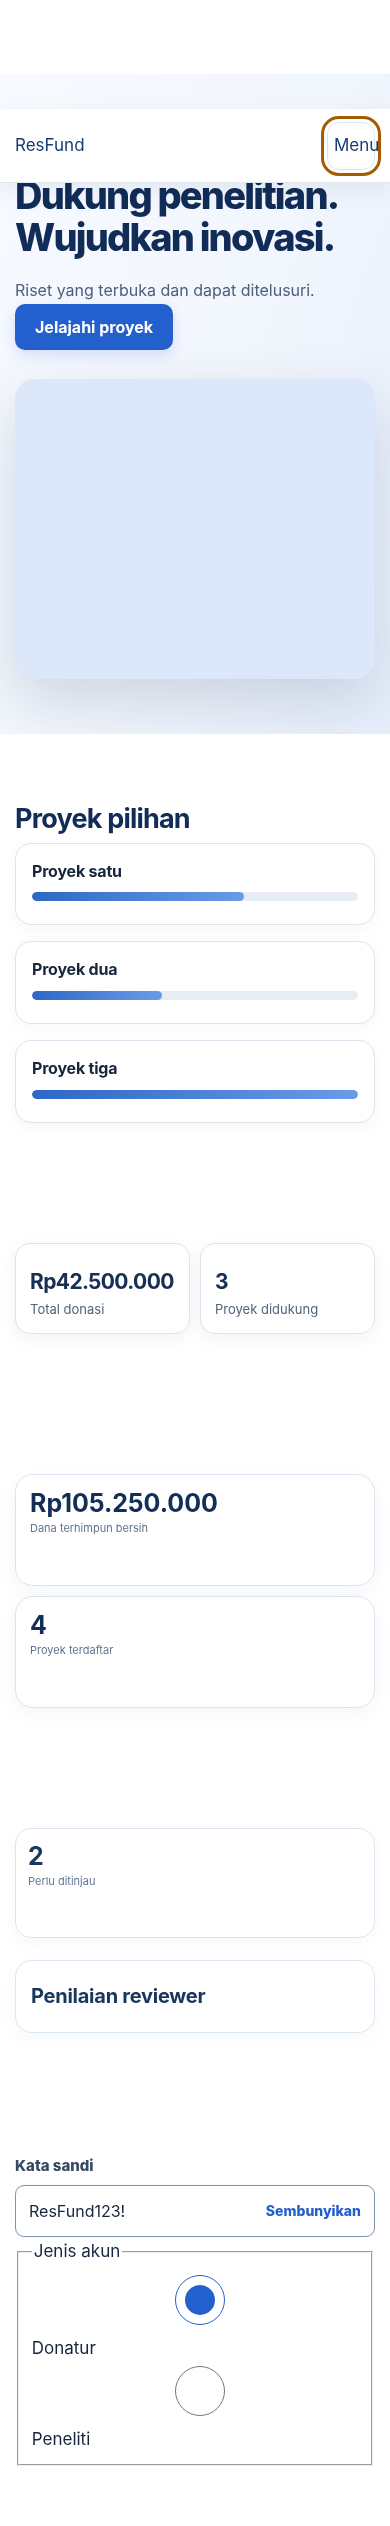 ResFund
Menu
Dukung penelitian.
Wujudkan inovasi.
Riset yang terbuka dan dapat ditelusuri.
Jelajahi proyek
Proyek pilihan
Proyek satu
Proyek dua
Proyek tiga
Rp42.500.000
Total donasi
3
Proyek didukung
Rp105.250.000
Dana terhimpun bersih
4
Proyek terdaftar
2
Perlu ditinjau
Penilaian reviewer
Kata sandi
ResFund123!
Sembunyikan
Jenis akun
Donatur
Peneliti